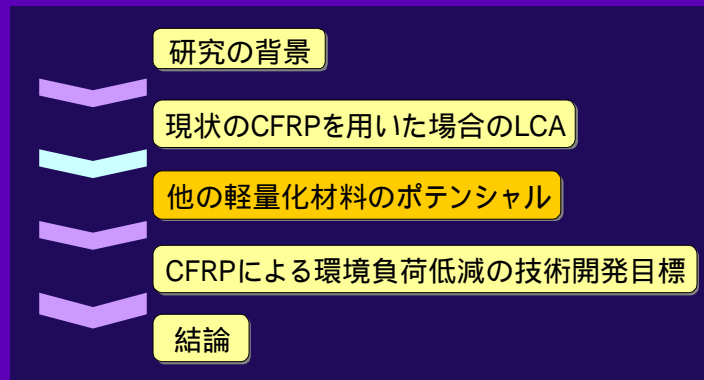 研究の背景
現状のCFRPを用いた場合のLCA
他の軽量化材料のポテンシャル
CFRPによる環境負荷低減の技術開発目標
結論